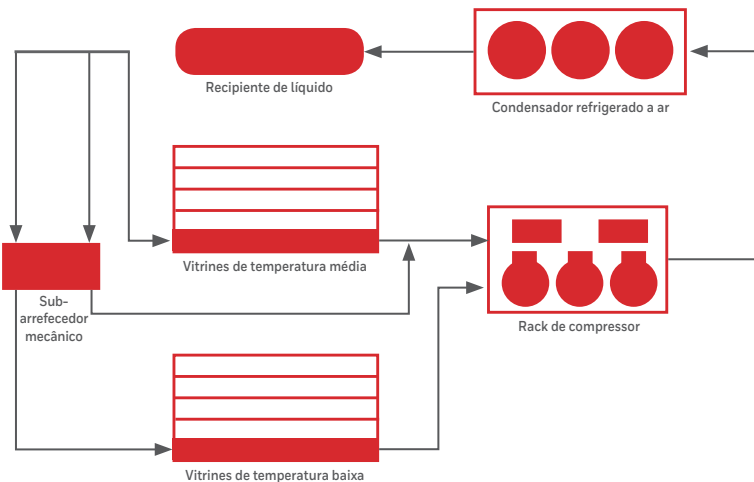 Recipiente de líquido
Condensador refrigerado a ar
Vitrines de temperatura média
Sub-
arrefecedor
mecânico
Rack de compressor
Vitrines de temperatura baixa